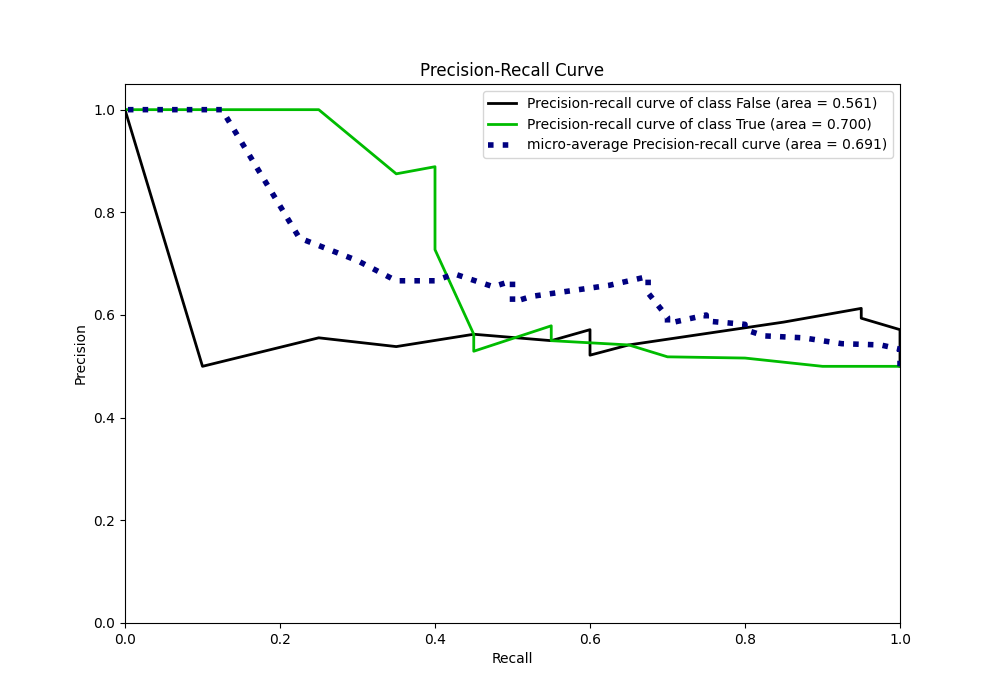 Precision-Recall Curve
Precision-recall curve of class False (area = 0.561)
Precision-recall curve of class True (area = 0.700)
micro-average Precision-recall curve (area = 0.691)
1.0
0.8
0.6
0.4
0.2
0.0
Precision
0.0 0.2 0.4 0.6 0.8 1.0
Recall